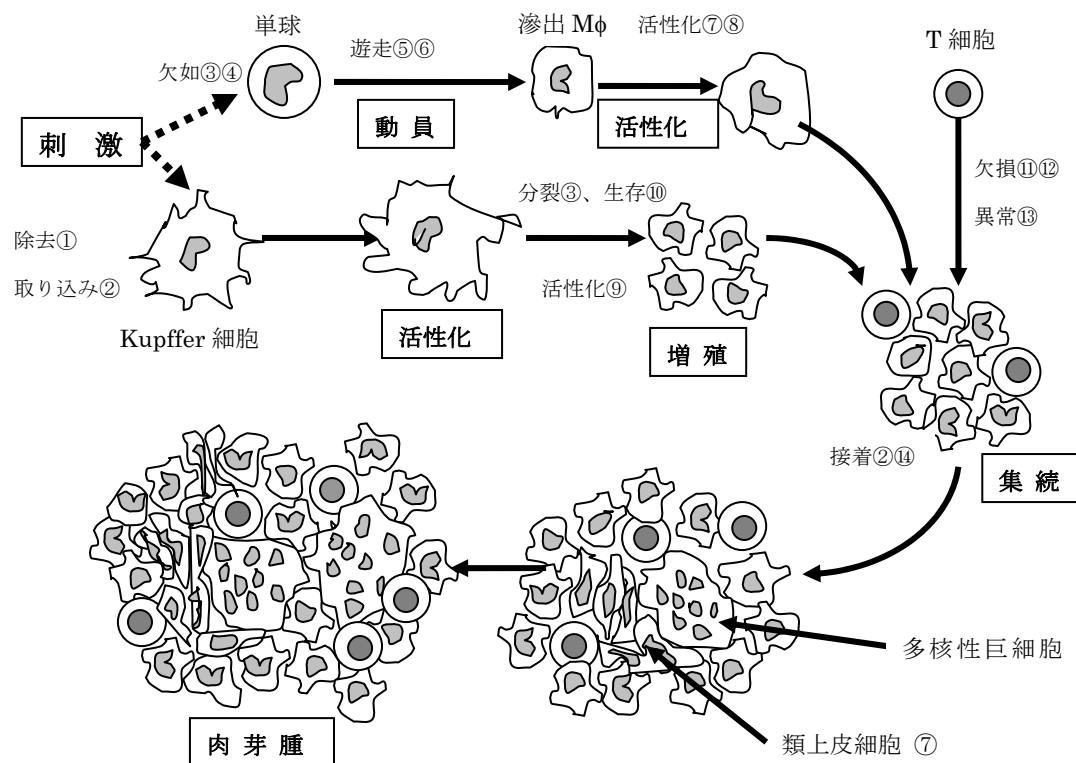 単球
滲出 Mφ
活性化⑦⑧
T 細胞
遊走⑤⑥
欠如③④
刺 激
動 員
活性化
欠損⑪⑫
異常⑬
分裂③、生存⑩
除去①
取り込み②
活性化⑨
Kupffer 細胞
活性化
増 殖
接着②⑭
集 続
多核性巨細胞
肉 芽 腫
類上皮細胞 ⑦